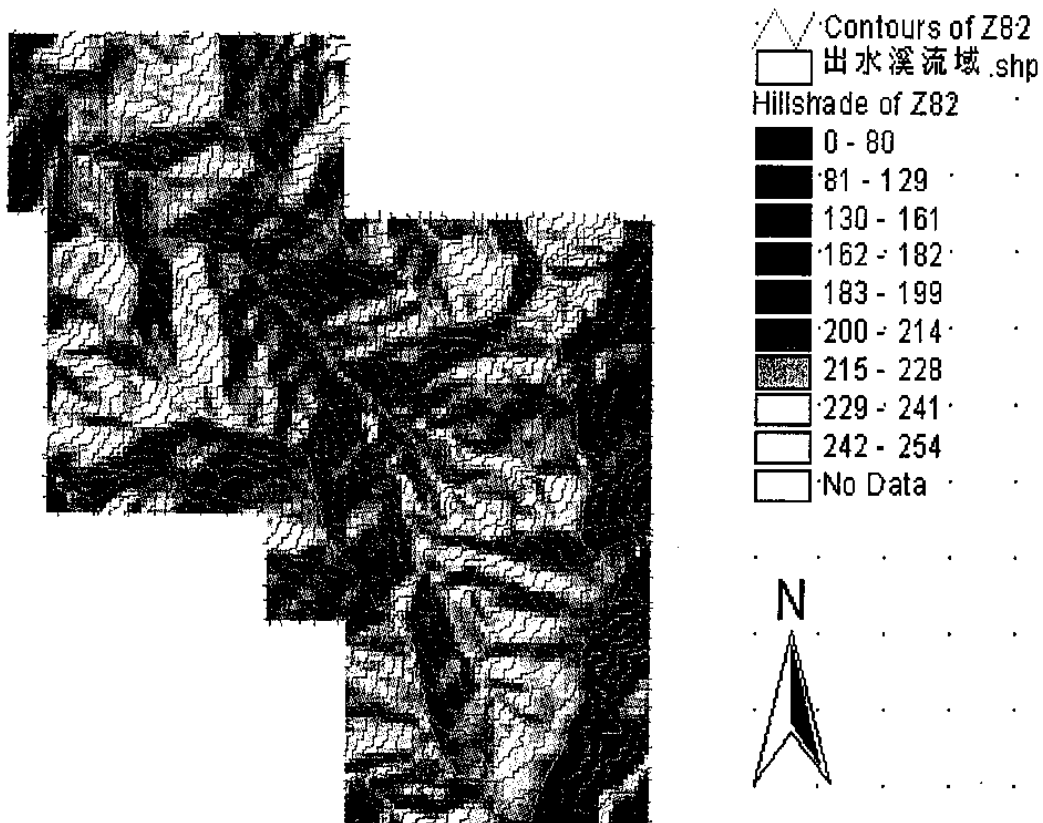 Contours of Z82
出水溪流域.shp
Hillshade of Z82
0 - 80
81 - 129
130 - 161
162 - 182
183 - 199
200 - 214
215 - 228
229 - 241
242 - 254
No Data
N